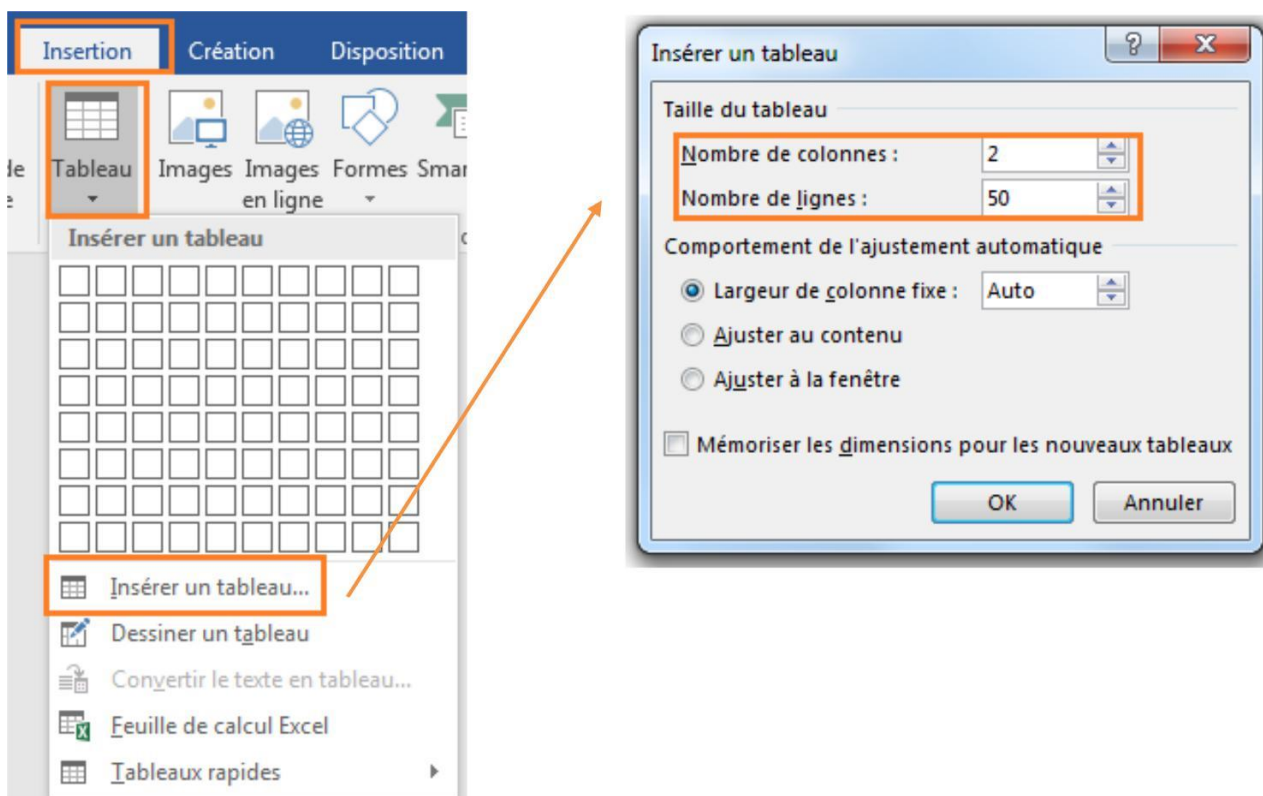 Insertion Création Disposition
Tableau Images Images Formes
en ligne
Insérer un tableau
Insérer un tableau...
Dessiner un tableau
Convertir le texte en tableau...
Feuille de calcul Excel
Tableaux rapides
Insérer un tableau
Taille du tableau
Nombre de colonnes : 2
Nombre de lignes : 50
Comportement de l'ajustement automatique
Largeur de colonne fixe : Auto
Ajuster au contenu
Ajuster à la fenêtre
Mémoriser les dimensions pour les nouveaux tableaux
OK Annuler